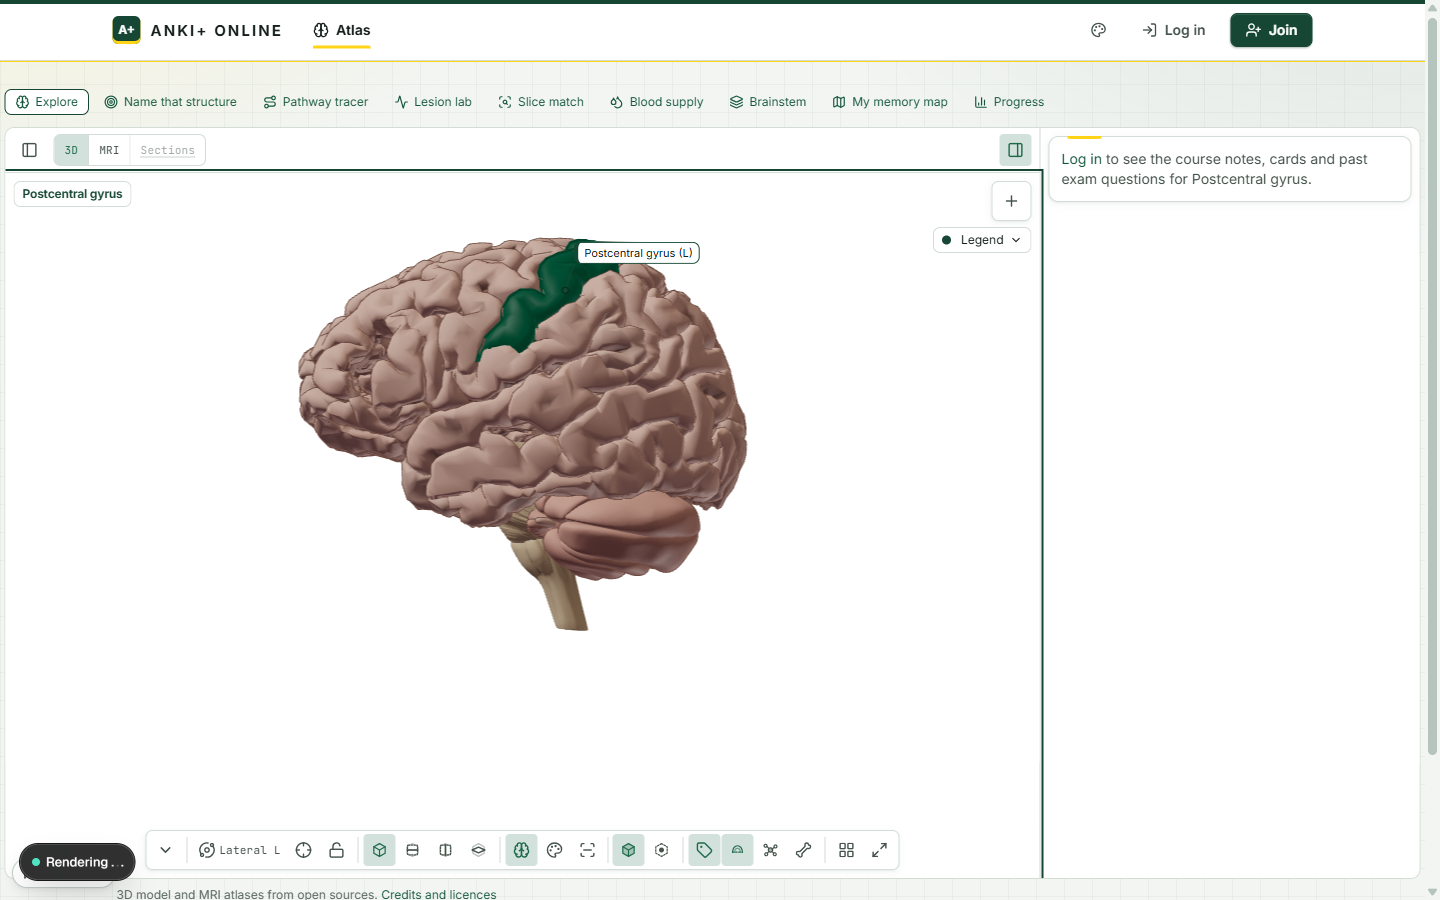 A+ ANKI+ ONLINE Atlas Log in Join
Explore Name that structure Pathway tracer Lesion lab Slice match Blood supply Brainstem My memory map Progress
3D MRI Sections
Log in to see the course notes, cards and past
exam questions for Postcentral gyrus.
Postcentral gyrus
Legend
Postcentral gyrus (L)
Lateral L
Rendering . . .
3D model and MRI atlases from open sources. Credits and licences